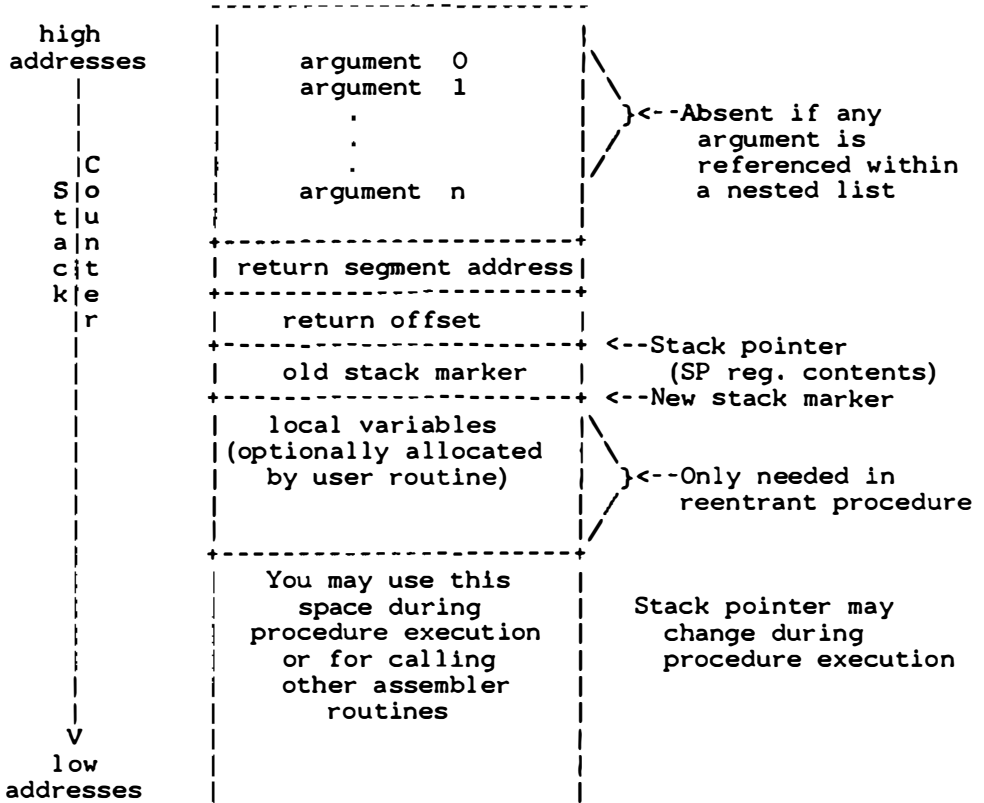 high
addresses
argument 0
argument 1
.
.
.
argument n
}<--Absent if any
argument is
referenced within
a nested list
Stack
Counter
return segment address
return offset
<--Stack pointer
(SP reg. contents)
old stack marker
<--New stack marker
local variables
(optionally allocated
by user routine)
}<--Only needed in
reentrant procedure
You may use this
space during
procedure execution
or for calling
other assembler
routines
Stack pointer may
change during
procedure execution
V
low
addresses